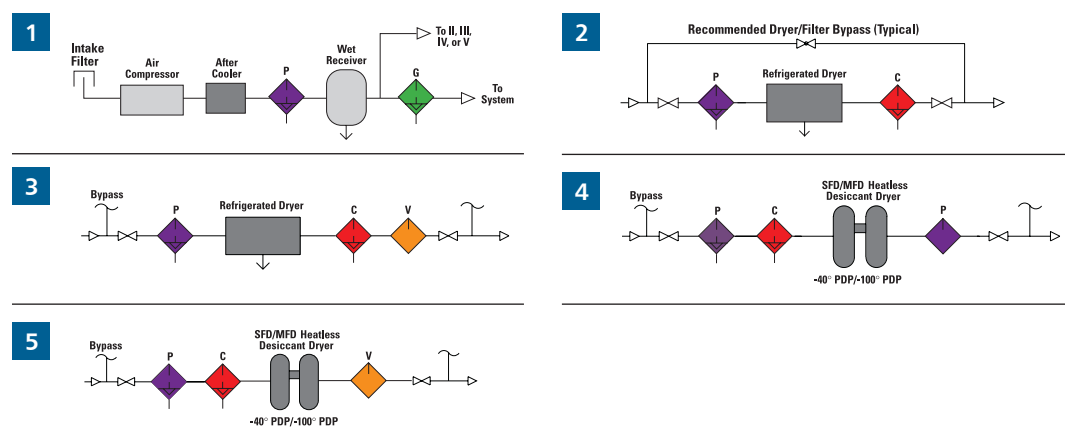 1
Intake
Filter
Air
Compressor
After
Cooler
P
Wet
Receiver
To II, III,
IV, or V
G
To
System
2
Recommended Dryer/Filter Bypass (Typical)
P
Refrigerated Dryer
C
3
Bypass
P
Refrigerated Dryer
C
V
4
Bypass
P
C
SFD/MFD Heatless
Desiccant Dryer
-40° PDP/-100° PDP
P
5
Bypass
P
C
SFD/MFD Heatless
Desiccant Dryer
-40° PDP/-100° PDP
V